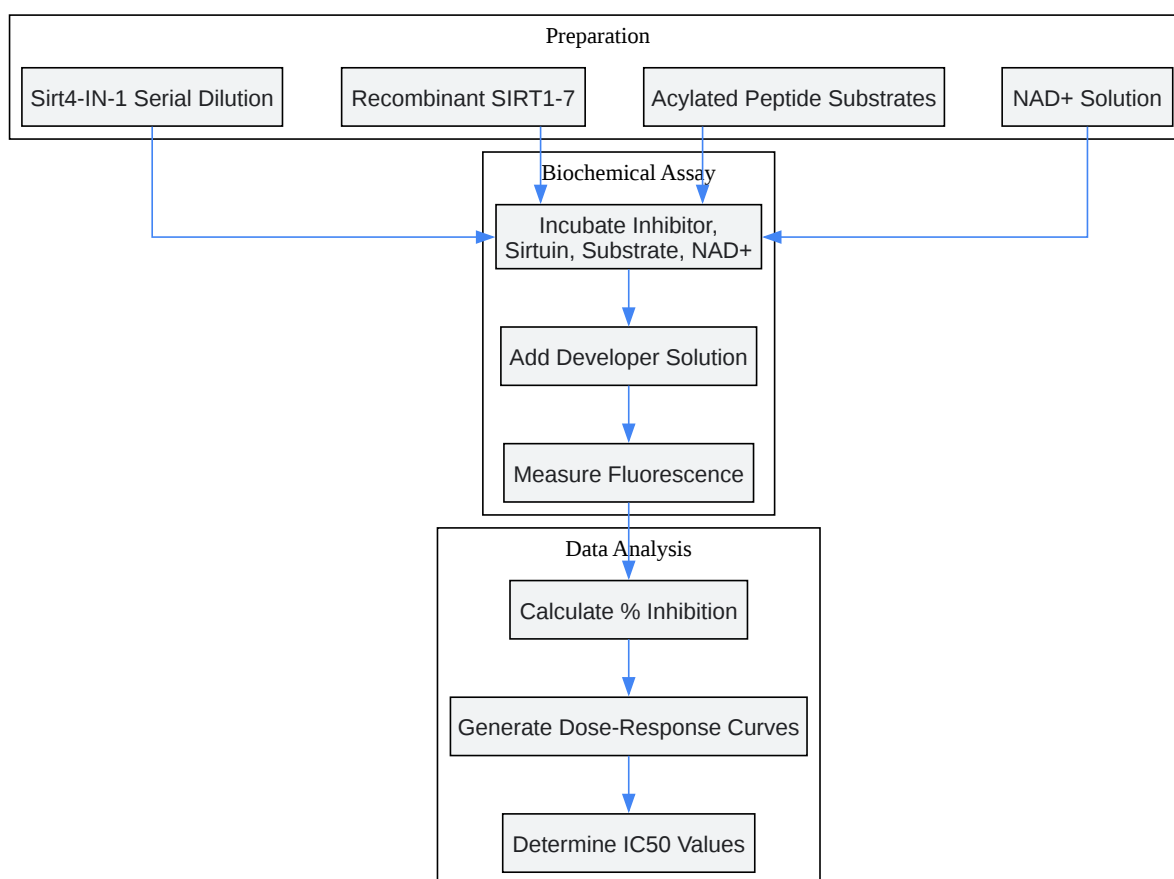 Preparation
Sirt4-IN-1 Serial Dilution
Recombinant SIRT1-7
Acylated Peptide Substrates
NAD+ Solution
Biochemical Assay
Incubate Inhibitor,
Sirtuin, Substrate, NAD+
Add Developer Solution
Measure Fluorescence
Data Analysis
Calculate % Inhibition
Generate Dose-Response Curves
Determine IC50 Values